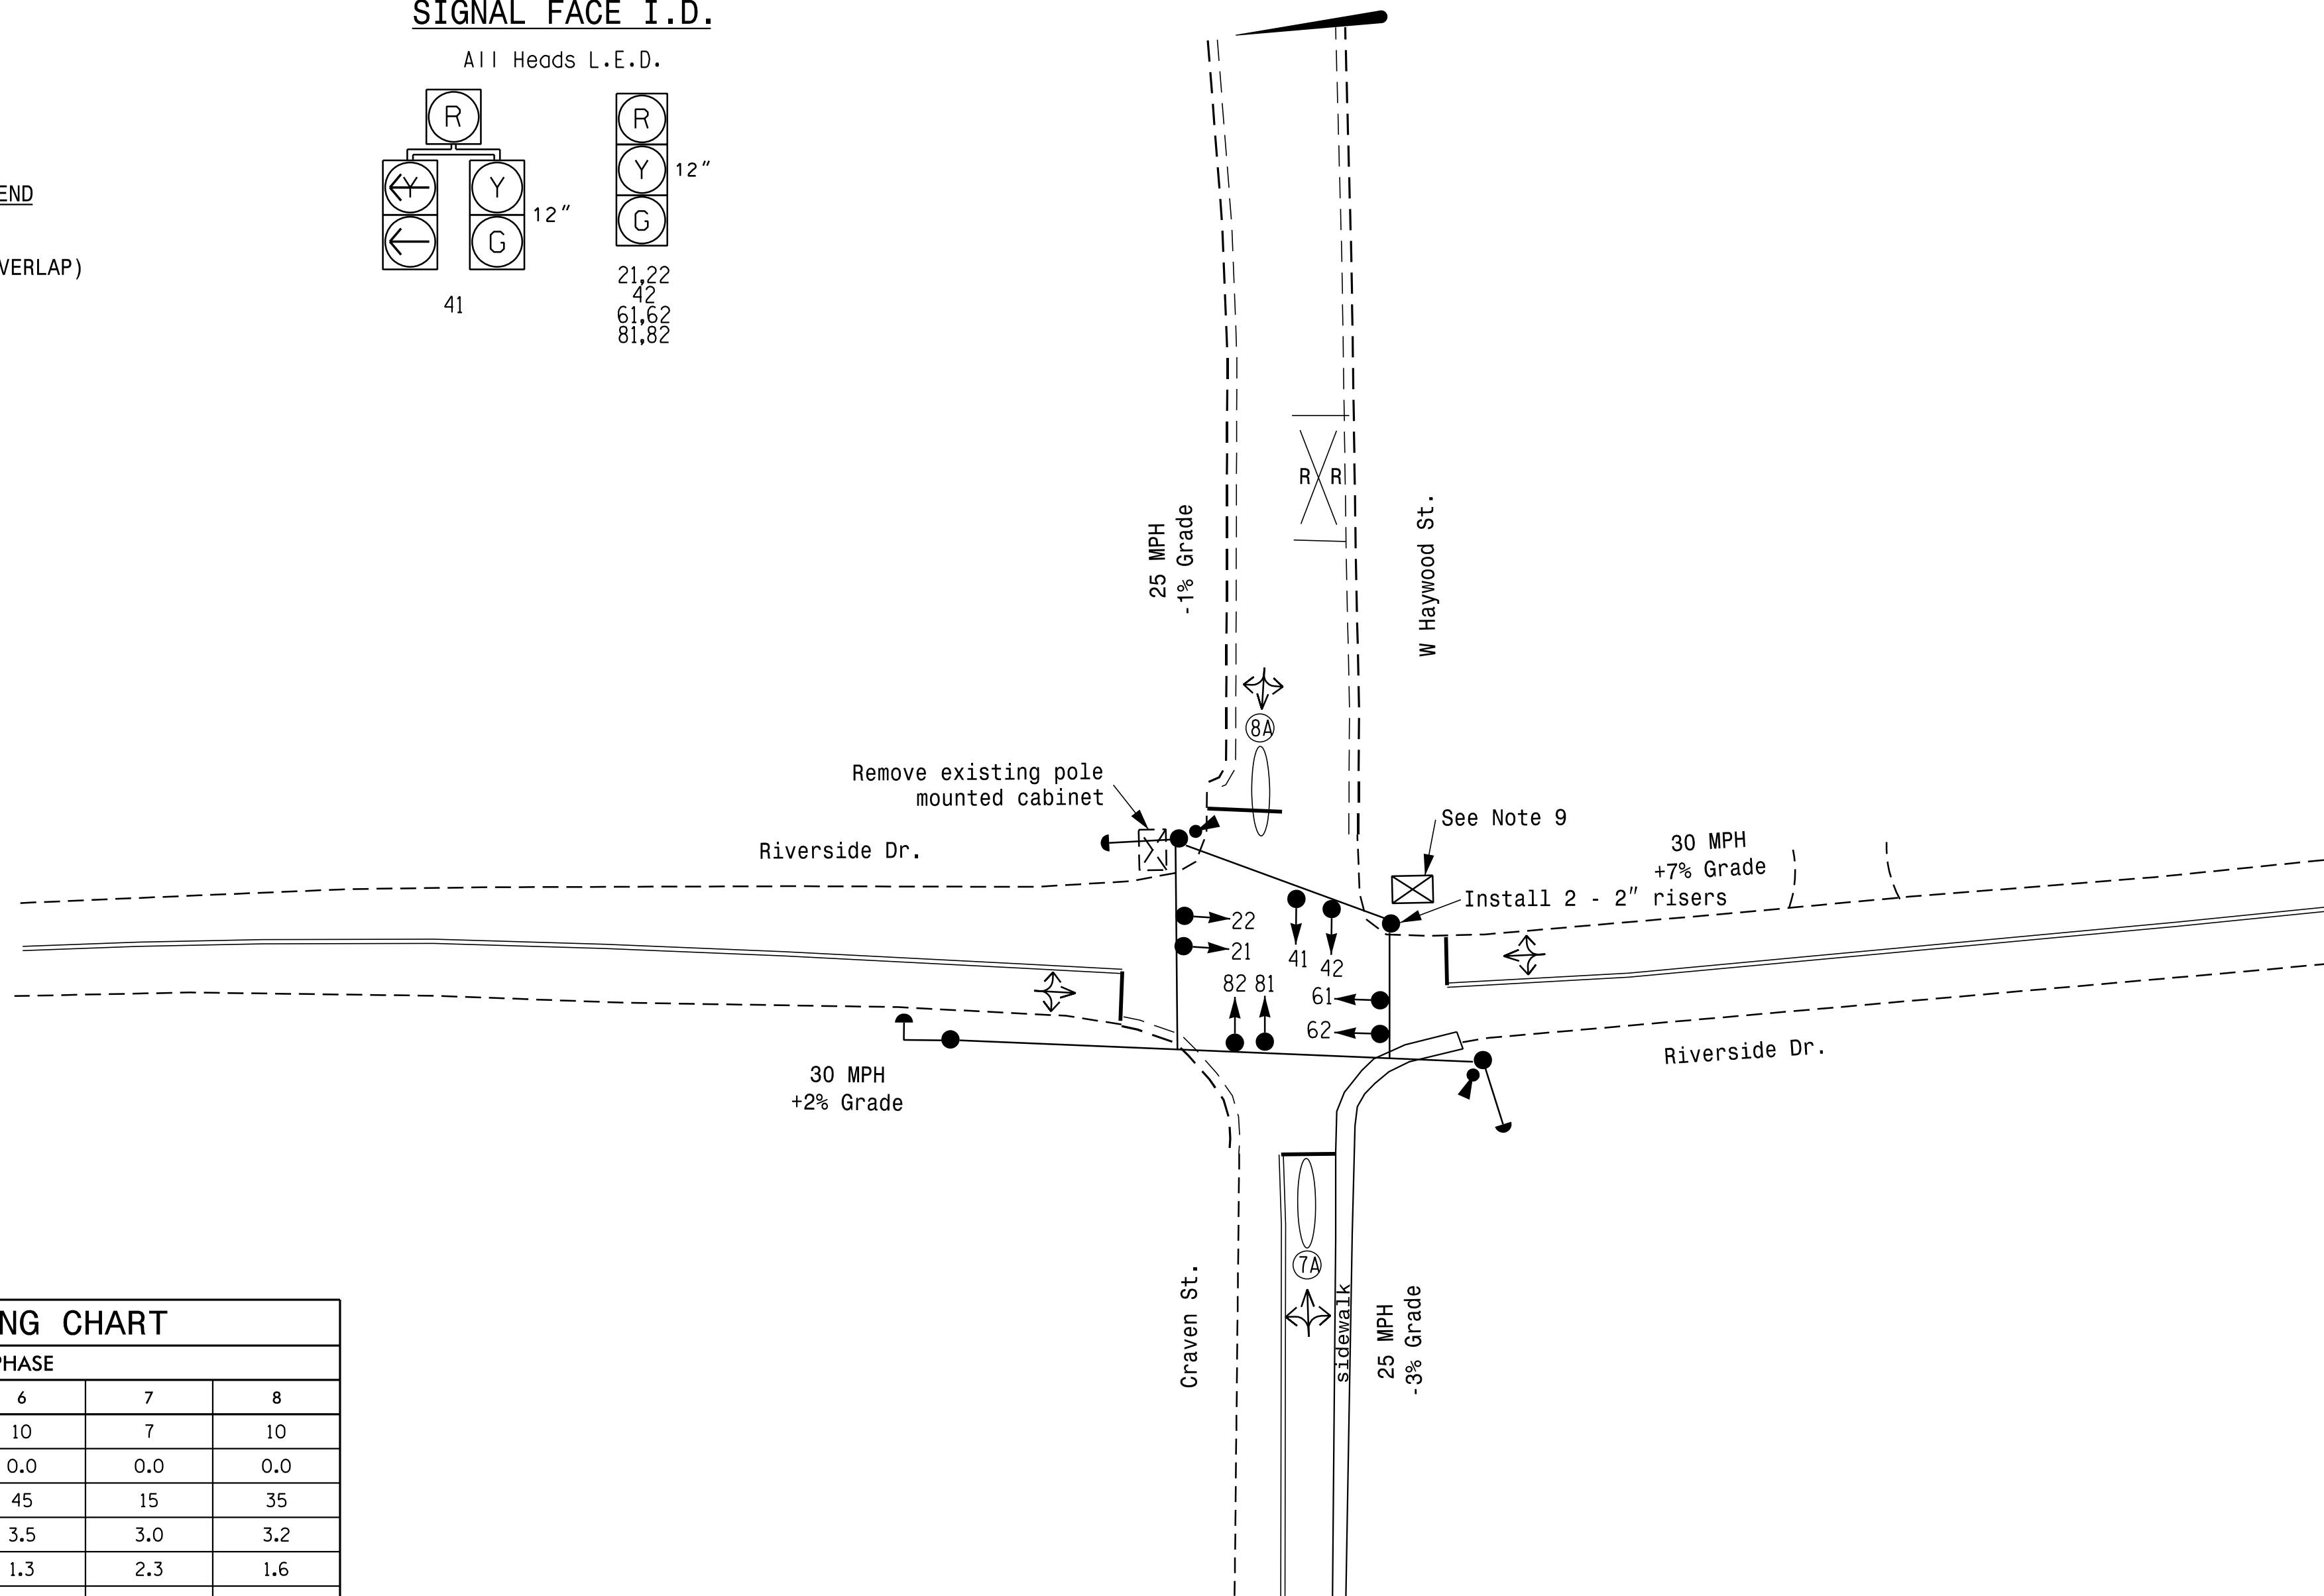 SIGNAL FACE I.D.
All Heads L.E.D.
R
Y
Y
G
12"
41
R
Y
G
12"
21,22
42
61,62
81,82
END
VERLAP)
R R
25 MPH
-1% Grade
W Haywood St.
8A
Remove existing pole
mounted cabinet
Riverside Dr.
See Note 9
30 MPH
+7% Grade
Install 2 - 2" risers
22
21
41
42
82 81
61
62
30 MPH
+2% Grade
Riverside Dr.
7A
Craven St.
sidewalk
25 MPH
-3% Grade
NG CHART
PHASE
6 7 8
10 7 10
0.0 0.0 0.0
45 15 35
3.5 3.0 3.2
1.3 2.3 1.6